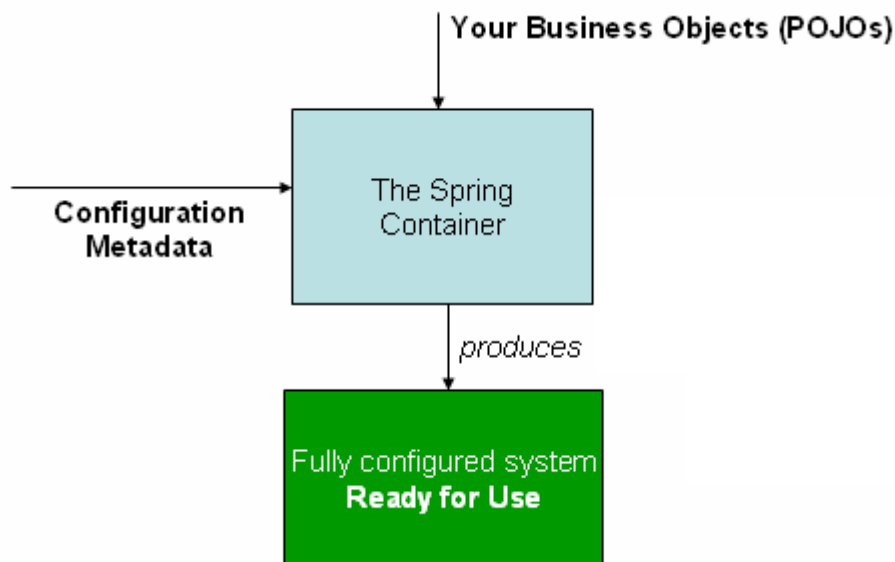 Your Business Objects (POJOs)
The Spring
Container
Configuration
Metadata
produces
Fully configured system
Ready for Use